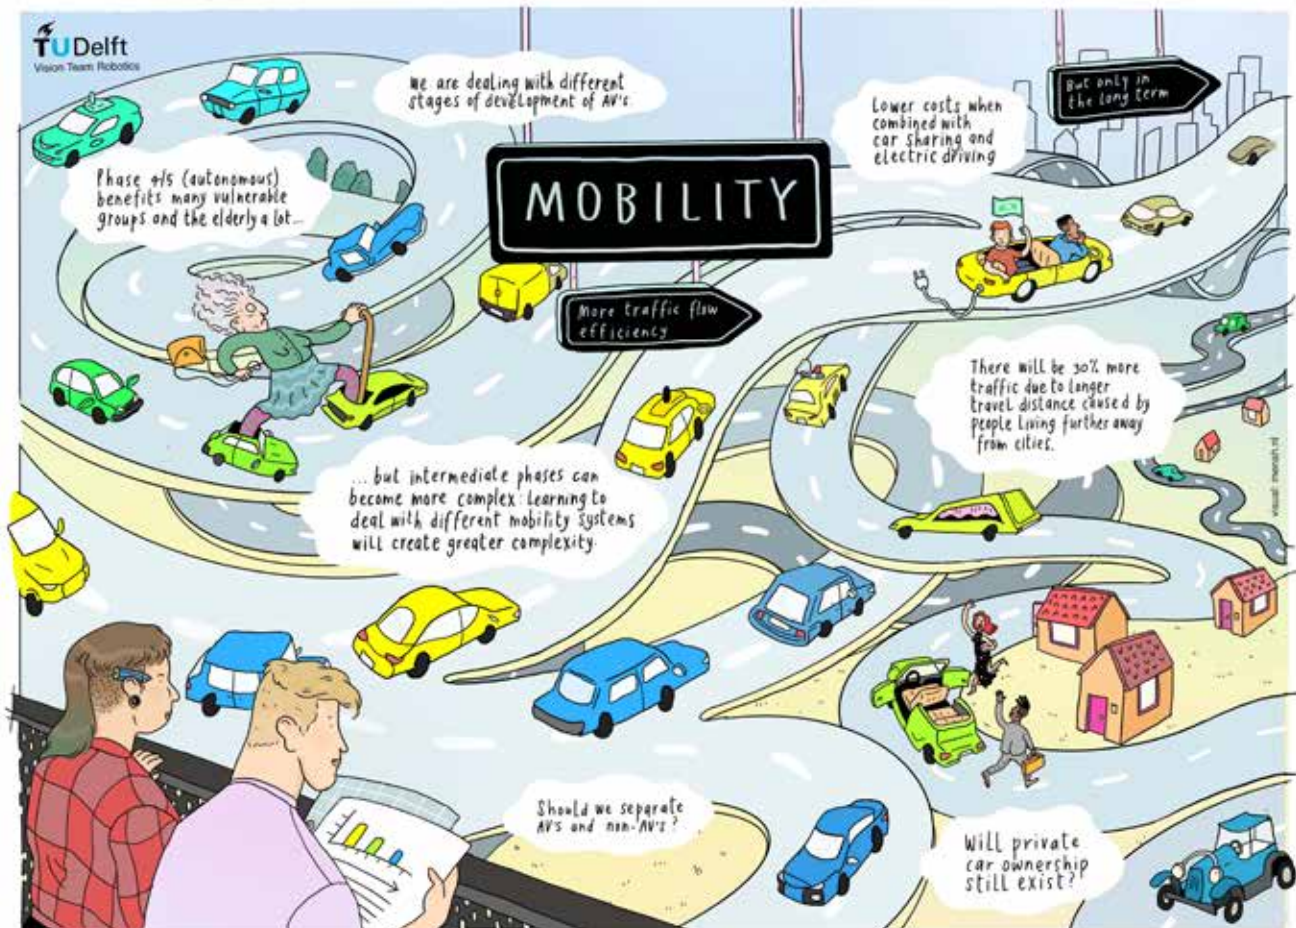 TUDelft
Vision Team Robotics
We are dealing with different
stages of development of AV's
But only in
the long term
Lower costs when
combined with
car sharing and
electric driving
Phase 4/5 (autonomous)
benefits many vulnerable
groups and the elderly a lot...
MOBILITY
More traffic flow
efficiency
There will be 30% more
traffic due to longer
travel distance caused by
people living further away
from cities.
... but intermediate phases can
become more complex: learning to
deal with different mobility systems
will create greater complexity.
Should we separate
AV's and non-AV's?
Will private
car ownership
still exist?